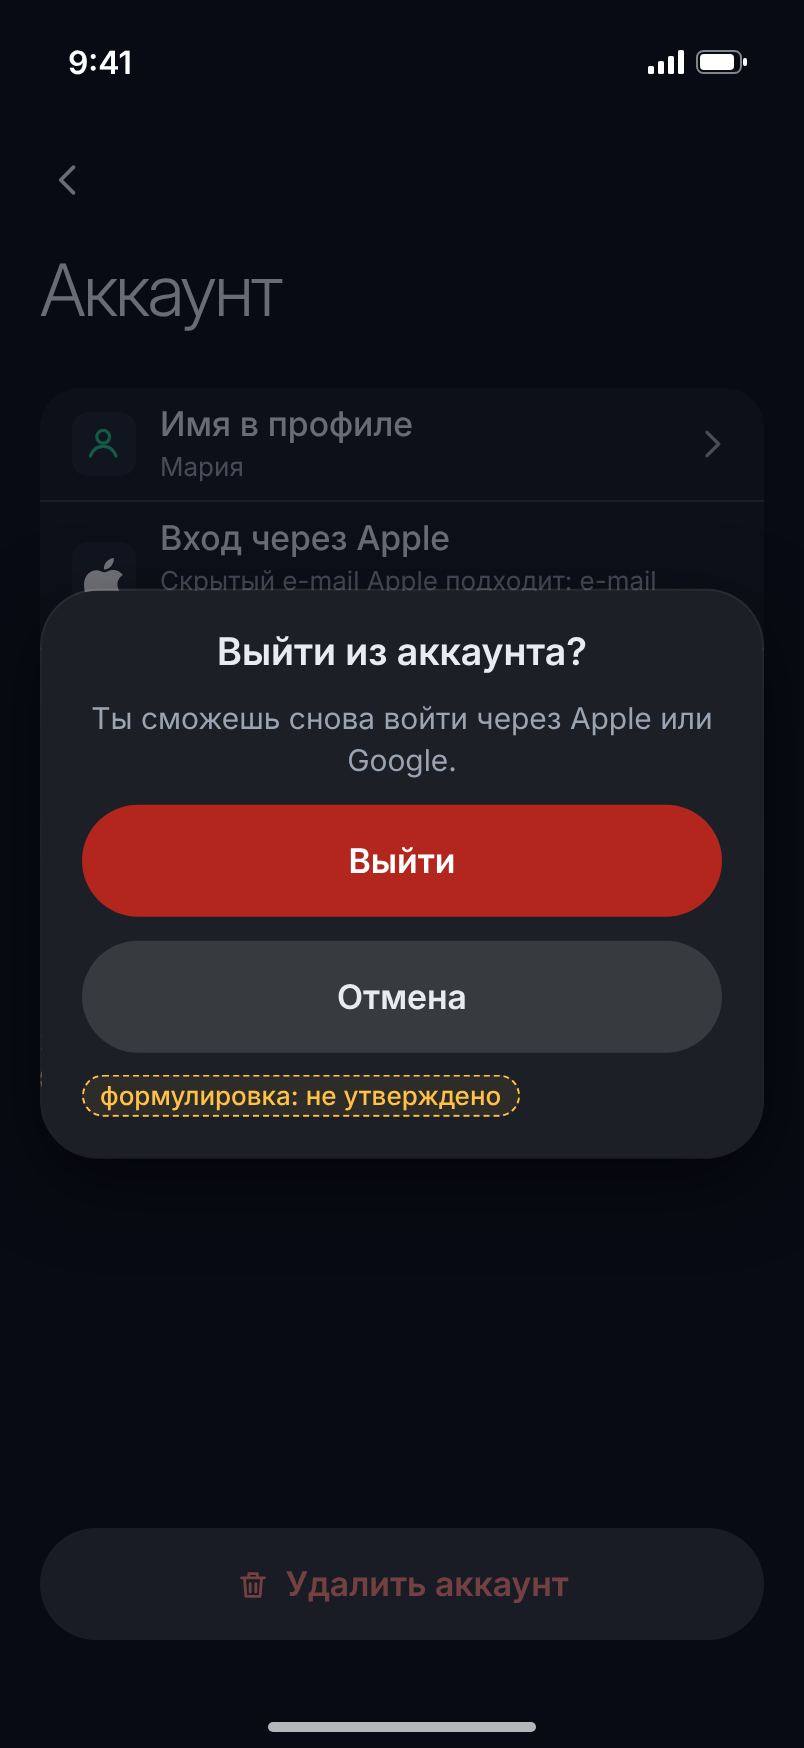 9:41
Аккаунт
Имя в профиле
Мария
Вход через Apple
Скрытый e-mail Apple подходит: e-mail
Выйти из аккаунта?
Ты сможешь снова войти через Apple или
Google.
Выйти
Отмена
формулировка: не утверждено
Удалить аккаунт